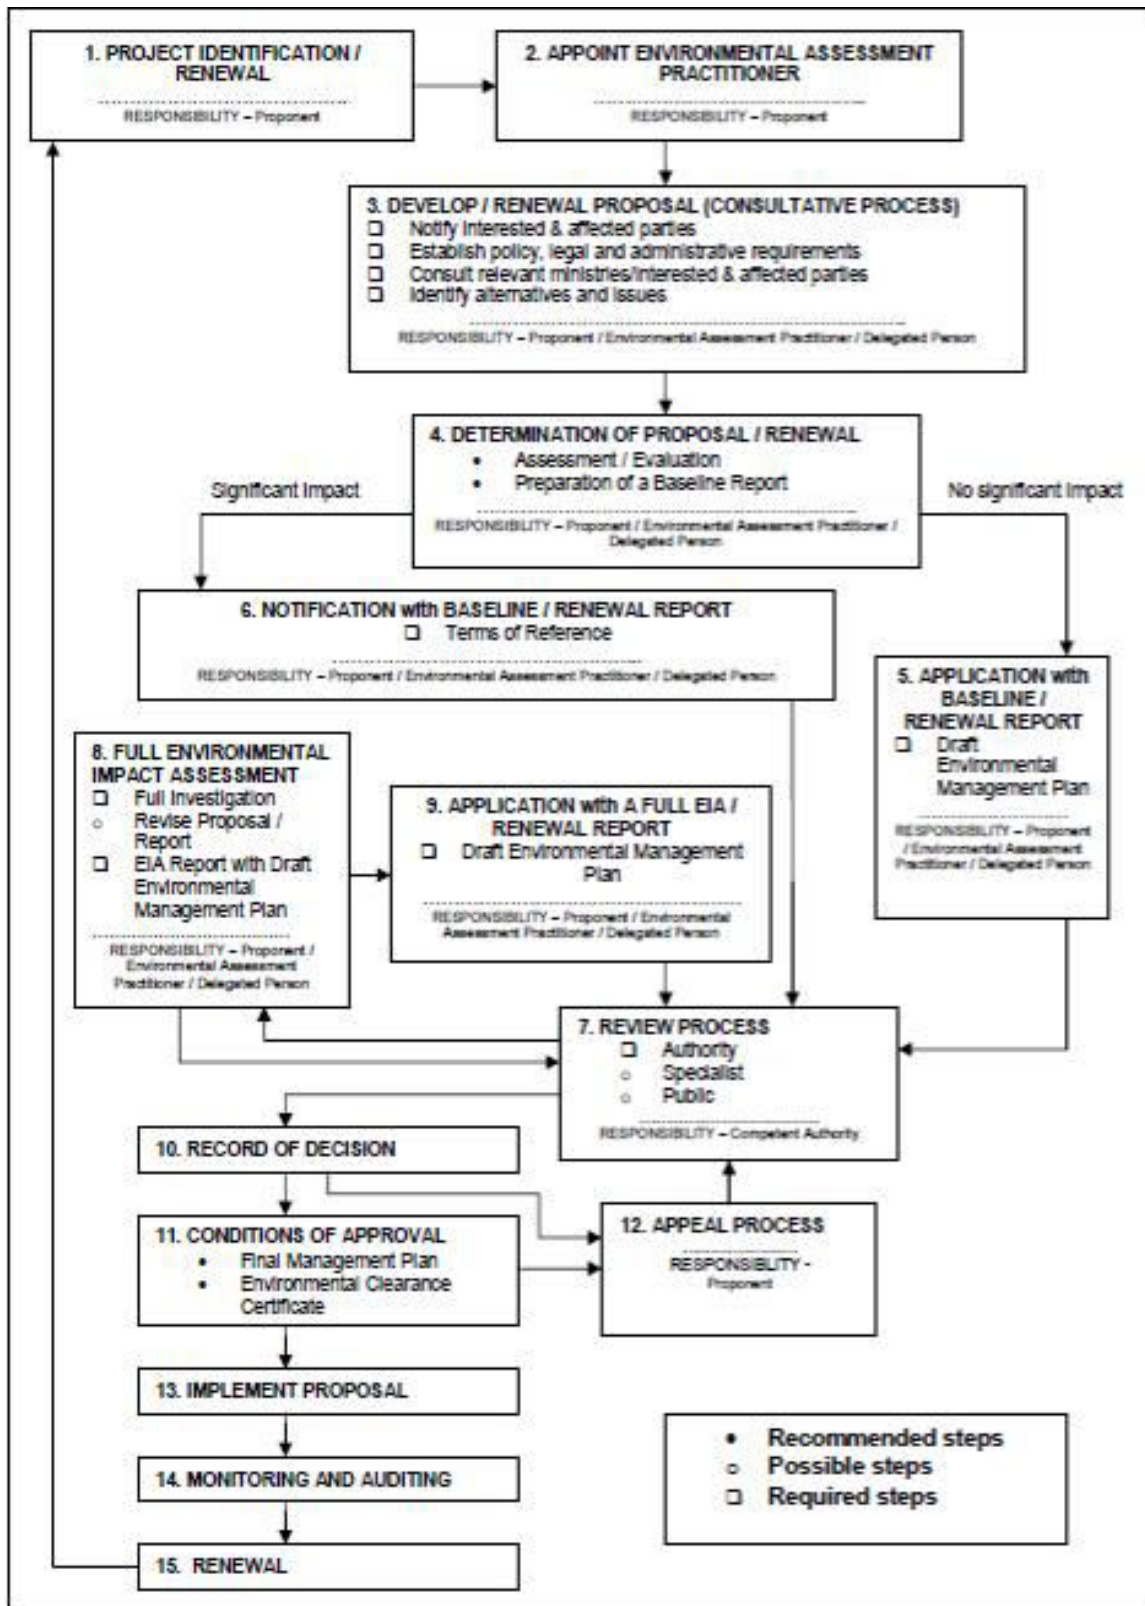 1. PROJECT IDENTIFICATION /
RENEWAL
RESPONSIBILITY – Proponent
2. APPOINT ENVIRONMENTAL ASSESSMENT
PRACTITIONER
RESPONSIBILITY – Proponent
3. DEVELOP / RENEWAL PROPOSAL (CONSULTATIVE PROCESS)
❑ Notify interested & affected parties
❑ Establish policy, legal and administrative requirements
❑ Consult relevant ministries/interested & affected parties
❑ Identify alternatives and issues
RESPONSIBILITY – Proponent / Environmental Assessment Practitioner / Delegated Person
4. DETERMINATION OF PROPOSAL / RENEWAL
• Assessment / Evaluation
• Preparation of a Baseline Report
RESPONSIBILITY – Proponent / Environmental Assessment Practitioner /
Delegated Person
Significant Impact
No significant impact
6. NOTIFICATION with BASELINE / RENEWAL REPORT
❑ Terms of Reference
RESPONSIBILITY – Proponent / Environmental Assessment Practitioner / Delegated Person
5. APPLICATION with
BASELINE /
RENEWAL REPORT
❑ Draft
Environmental
Management Plan
RESPONSIBILITY – Proponent
/ Environmental Assessment
Practitioner / Delegated Person
8. FULL ENVIRONMENTAL
IMPACT ASSESSMENT
❑ Full Investigation
○ Revise Proposal /
Report
❑ EIA Report with Draft
Environmental
Management Plan
RESPONSIBILITY – Proponent /
Environmental Assessment
Practitioner / Delegated Person
9. APPLICATION with A FULL EIA /
RENEWAL REPORT
❑ Draft Environmental Management
Plan
RESPONSIBILITY – Proponent / Environmental
Assessment Practitioner / Delegated Person
7. REVIEW PROCESS
❑ Authority
○ Specialist
○ Public
RESPONSIBILITY – Competent Authority
10. RECORD OF DECISION
11. CONDITIONS OF APPROVAL
• Final Management Plan
• Environmental Clearance
Certificate
12. APPEAL PROCESS
RESPONSIBLITY -
Proponent
13. IMPLEMENT PROPOSAL
14. MONITORING AND AUDITING
15. RENEWAL
• Recommended steps
○ Possible steps
❑ Required steps